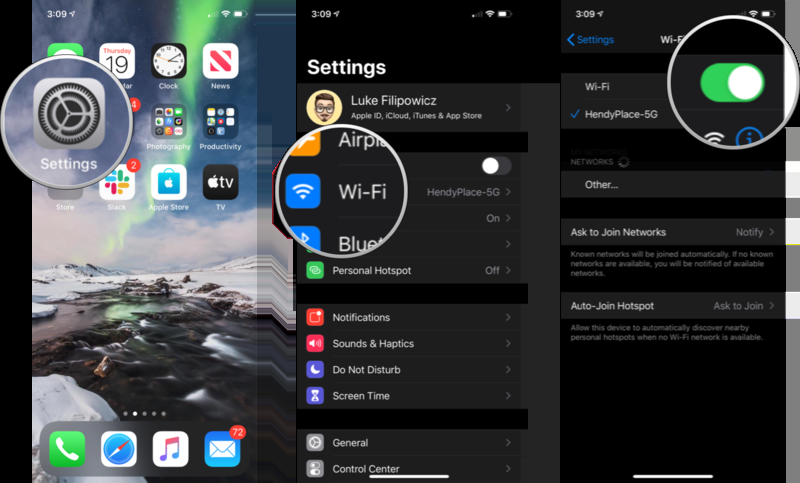 3:09
Thursday
19
Clock
News
4
Photography
Productivity
Settings
2
Store
Slack
Apple Store
tv
TV
72
3:09
Settings
Luke Filipowicz
Apple ID, iCloud, iTunes & App Store
Airpla
Wi-Fi
HendyPlace-5G
On
Bluet
Personal Hotspot
Off
Notifications
Sounds & Haptics
Do Not Disturb
Screen Time
General
Control Center
3:09
Settings
Wi-F
Wi-Fi
HendyPlace-5G
MY NETWORKS
NETWORKS
Other...
Ask to Join Networks
Notify
Known networks will be joined automatically. If no known
networks are available, you will be notified of available
networks.
Auto-Join Hotspot
Ask to Join
Allow this device to automatically discover nearby
personal hotspots when no Wi-Fi network is available.